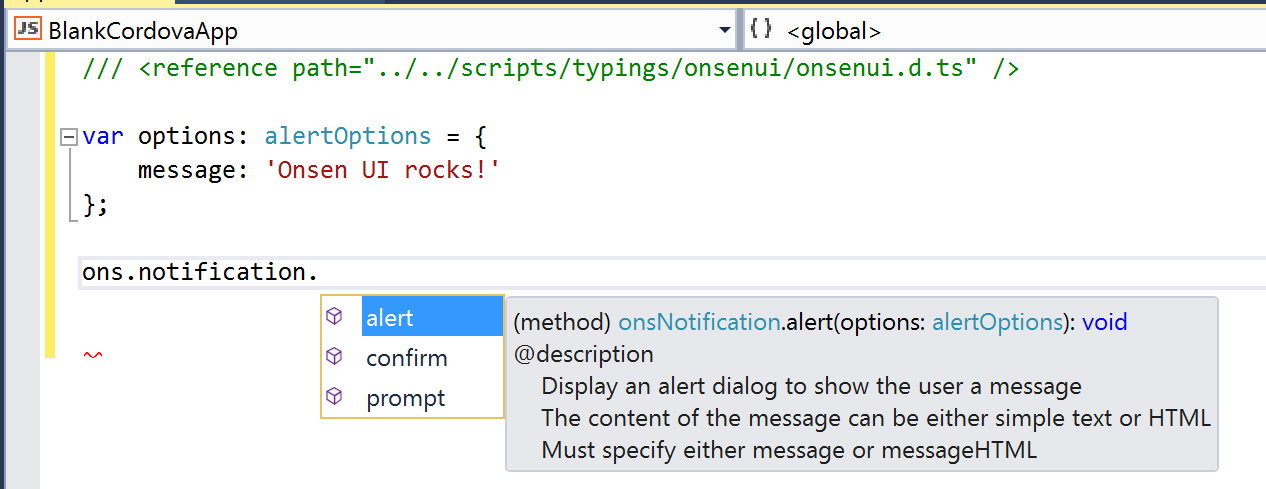 JS BlankCordovaApp {} <global>
/// <reference path="../../scripts/typings/onsenui/onsenui.d.ts" />
var options: alertOptions = {
message: 'Onsen UI rocks!'
};
ons.notification.
alert
confirm
prompt
(method) onsNotification.alert(options: alertOptions): void
@description
Display an alert dialog to show the user a message
The content of the message can be either simple text or HTML
Must specify either message or messageHTML